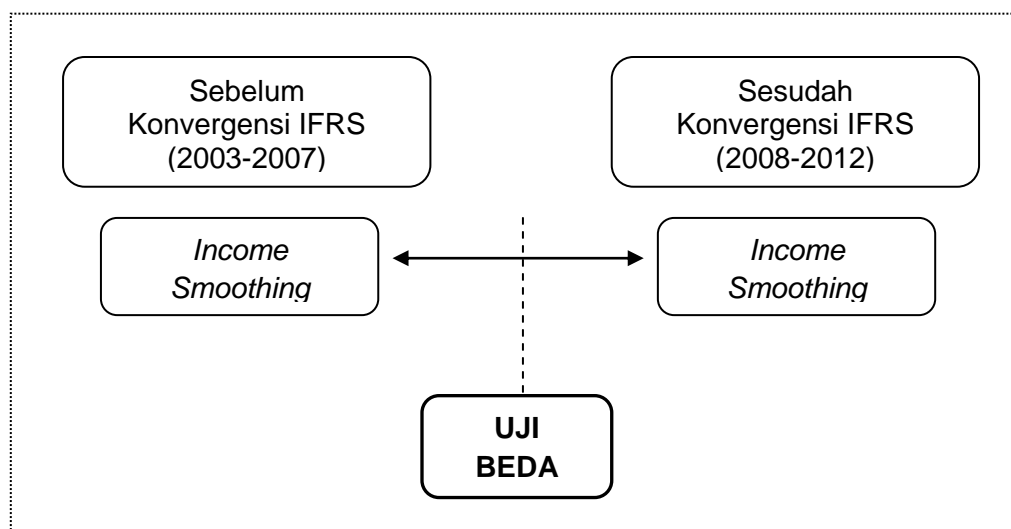 Sebelum
Konvergensi IFRS
(2003-2007)
Sesudah
Konvergensi IFRS
(2008-2012)
Income
Smoothing
Income
Smoothing
UJI
BEDA